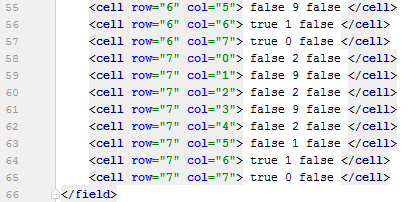 55 <cell row="6" col="5"> false 9 false </cell>
56 <cell row="6" col="6"> true 1 false </cell>
57 <cell row="6" col="7"> true 0 false </cell>
58 <cell row="7" col="0"> false 2 false </cell>
59 <cell row="7" col="1"> false 9 false </cell>
60 <cell row="7" col="2"> false 2 false </cell>
61 <cell row="7" col="3"> false 9 false </cell>
62 <cell row="7" col="4"> false 2 false </cell>
63 <cell row="7" col="5"> false 1 false </cell>
64 <cell row="7" col="6"> true 1 false </cell>
65 <cell row="7" col="7"> true 0 false </cell>
66 </field>